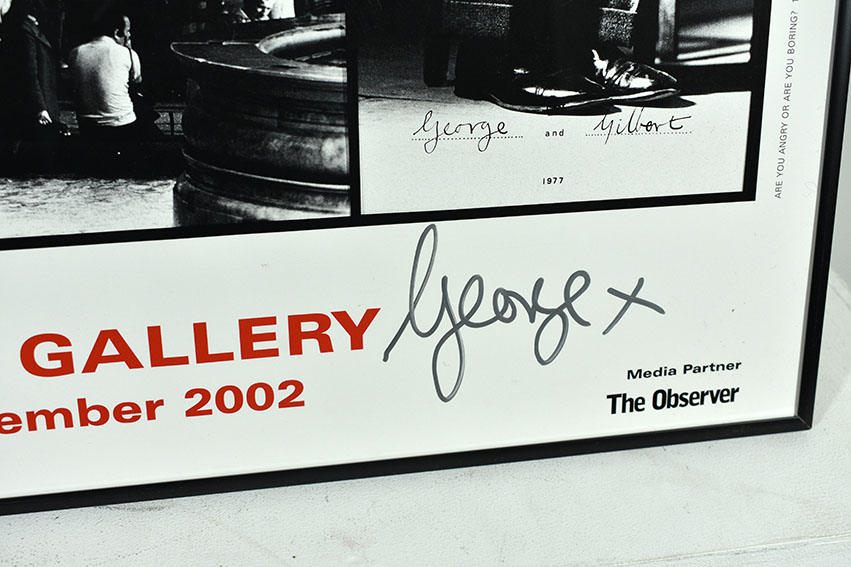 George and Gilbert
1977
ARE YOU ANGRY OR ARE YOU BORING?
GALLERY
George x
ember 2002
Media Partner
The Observer